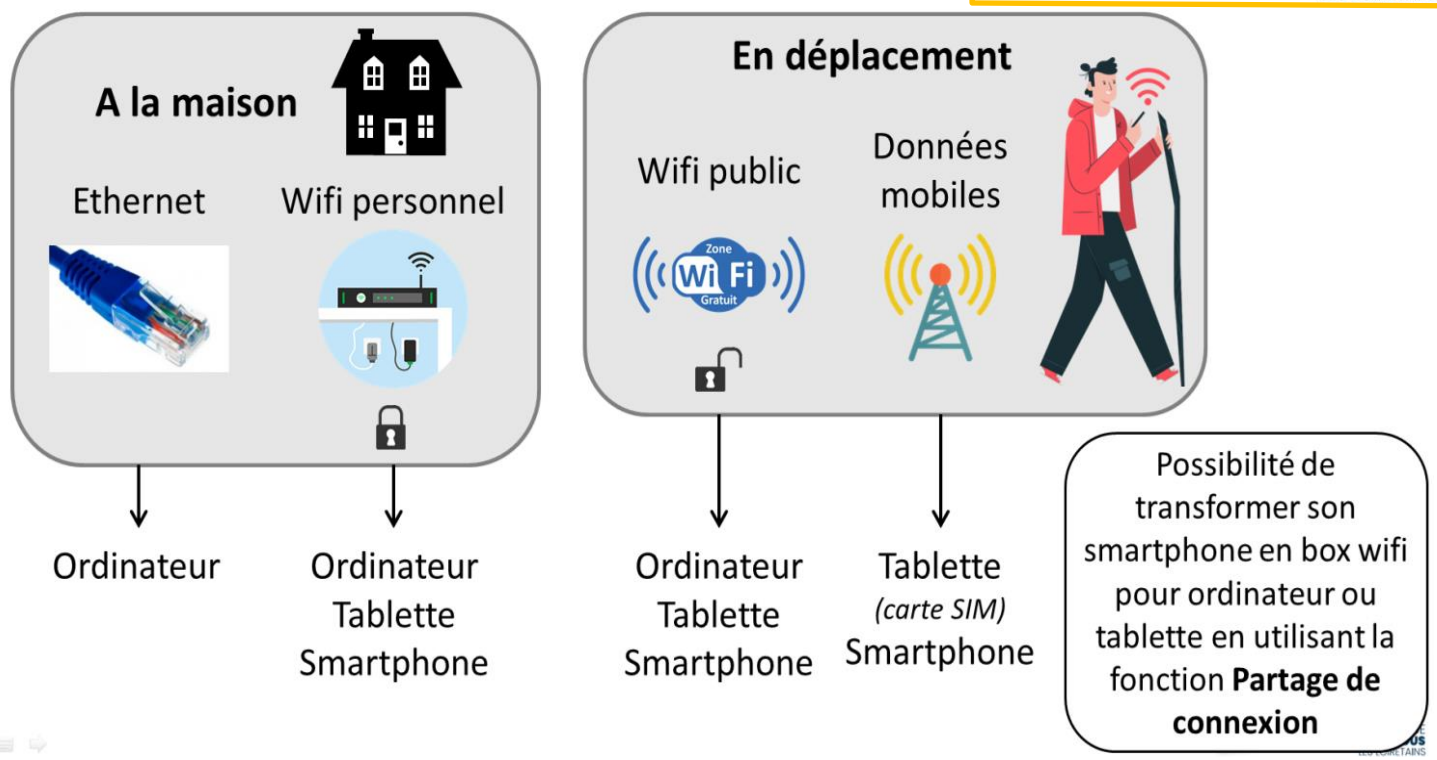 A la maison
Ethernet
Wifi personnel
Ordinateur
Ordinateur
Tablette
Smartphone
En déplacement
Wifi public
Données
mobiles
Zone
Wi Fi
Gratuit
Ordinateur
Tablette
Smartphone
Tablette
(carte SIM)
Smartphone
Possibilité de
transformer son
smartphone en box wifi
pour ordinateur ou
tablette en utilisant la
fonction Partage de
connexion